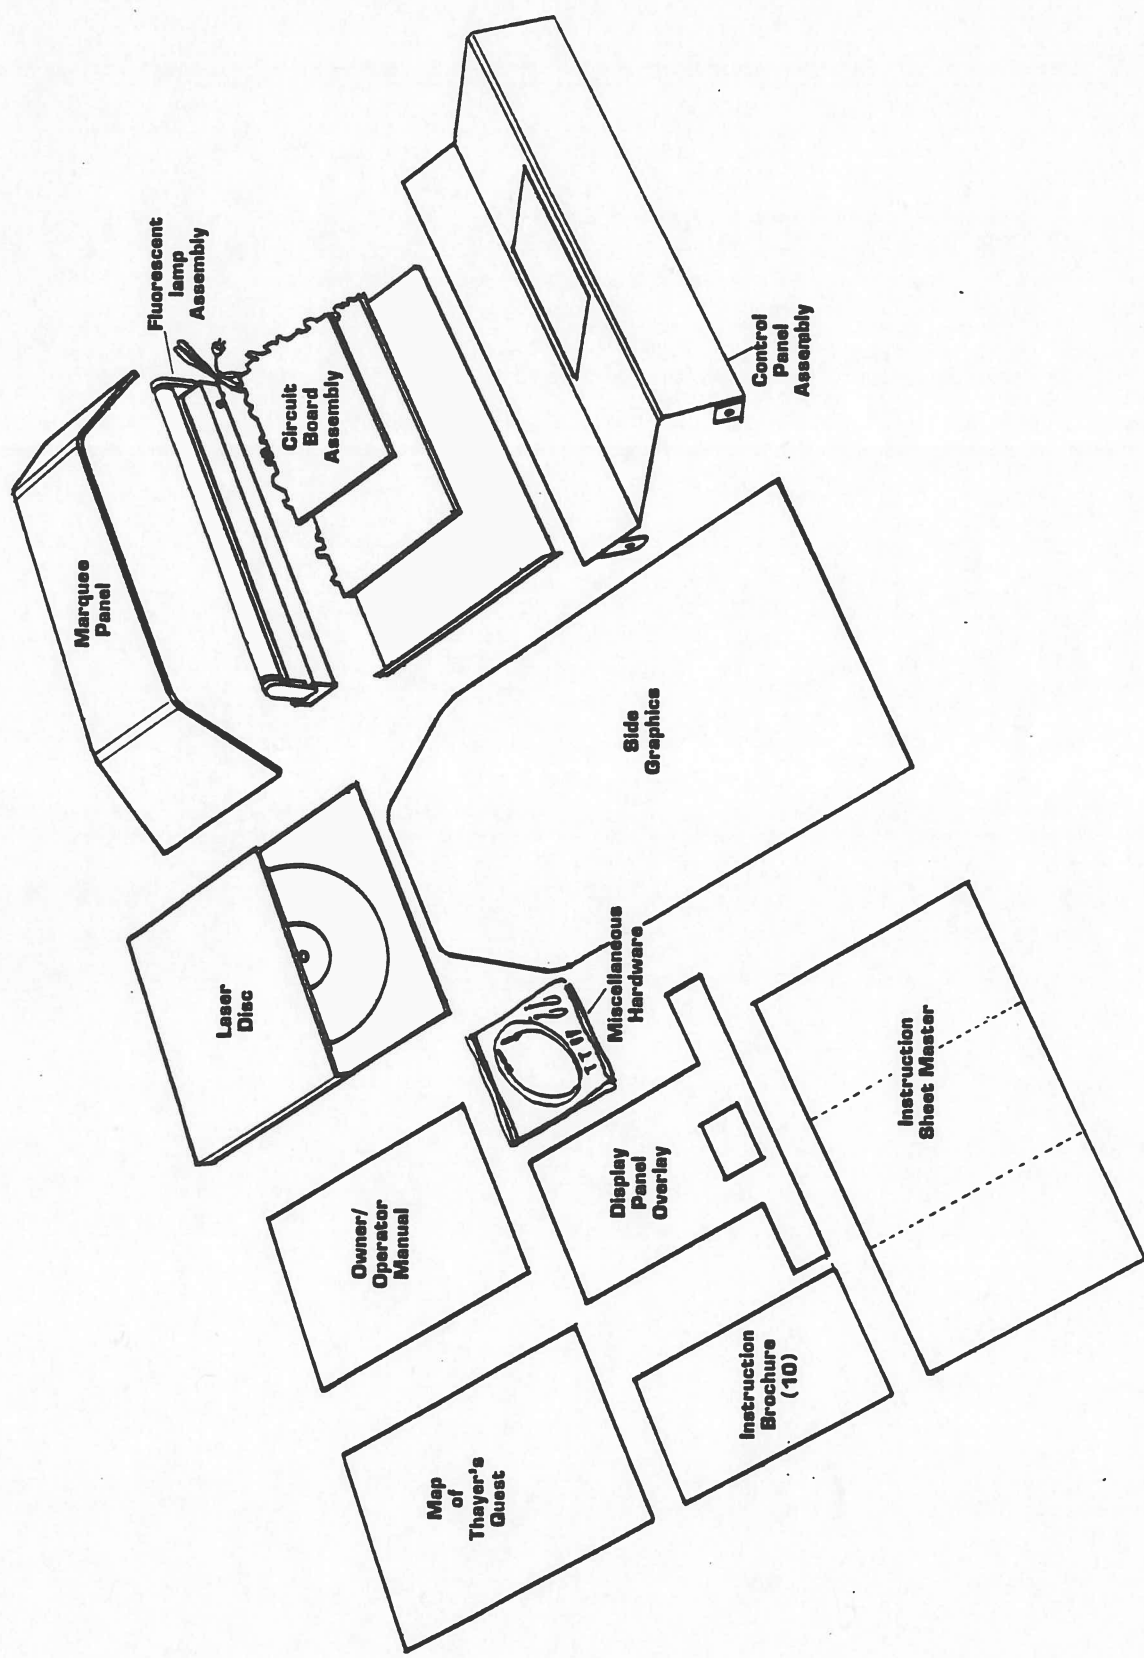 Marquee
Panel
Fluorescent
lamp
Assembly
Circuit
Board
Assembly
Control
Panel
Assembly
Laser
Disc
Side
Graphics
Miscellaneous
Hardware
Owner/
Operator
Manual
Display
Panel
Overlay
Instruction
Sheet Master
Map
of
Thayer's
Quest
Instruction
Brochure
(10)